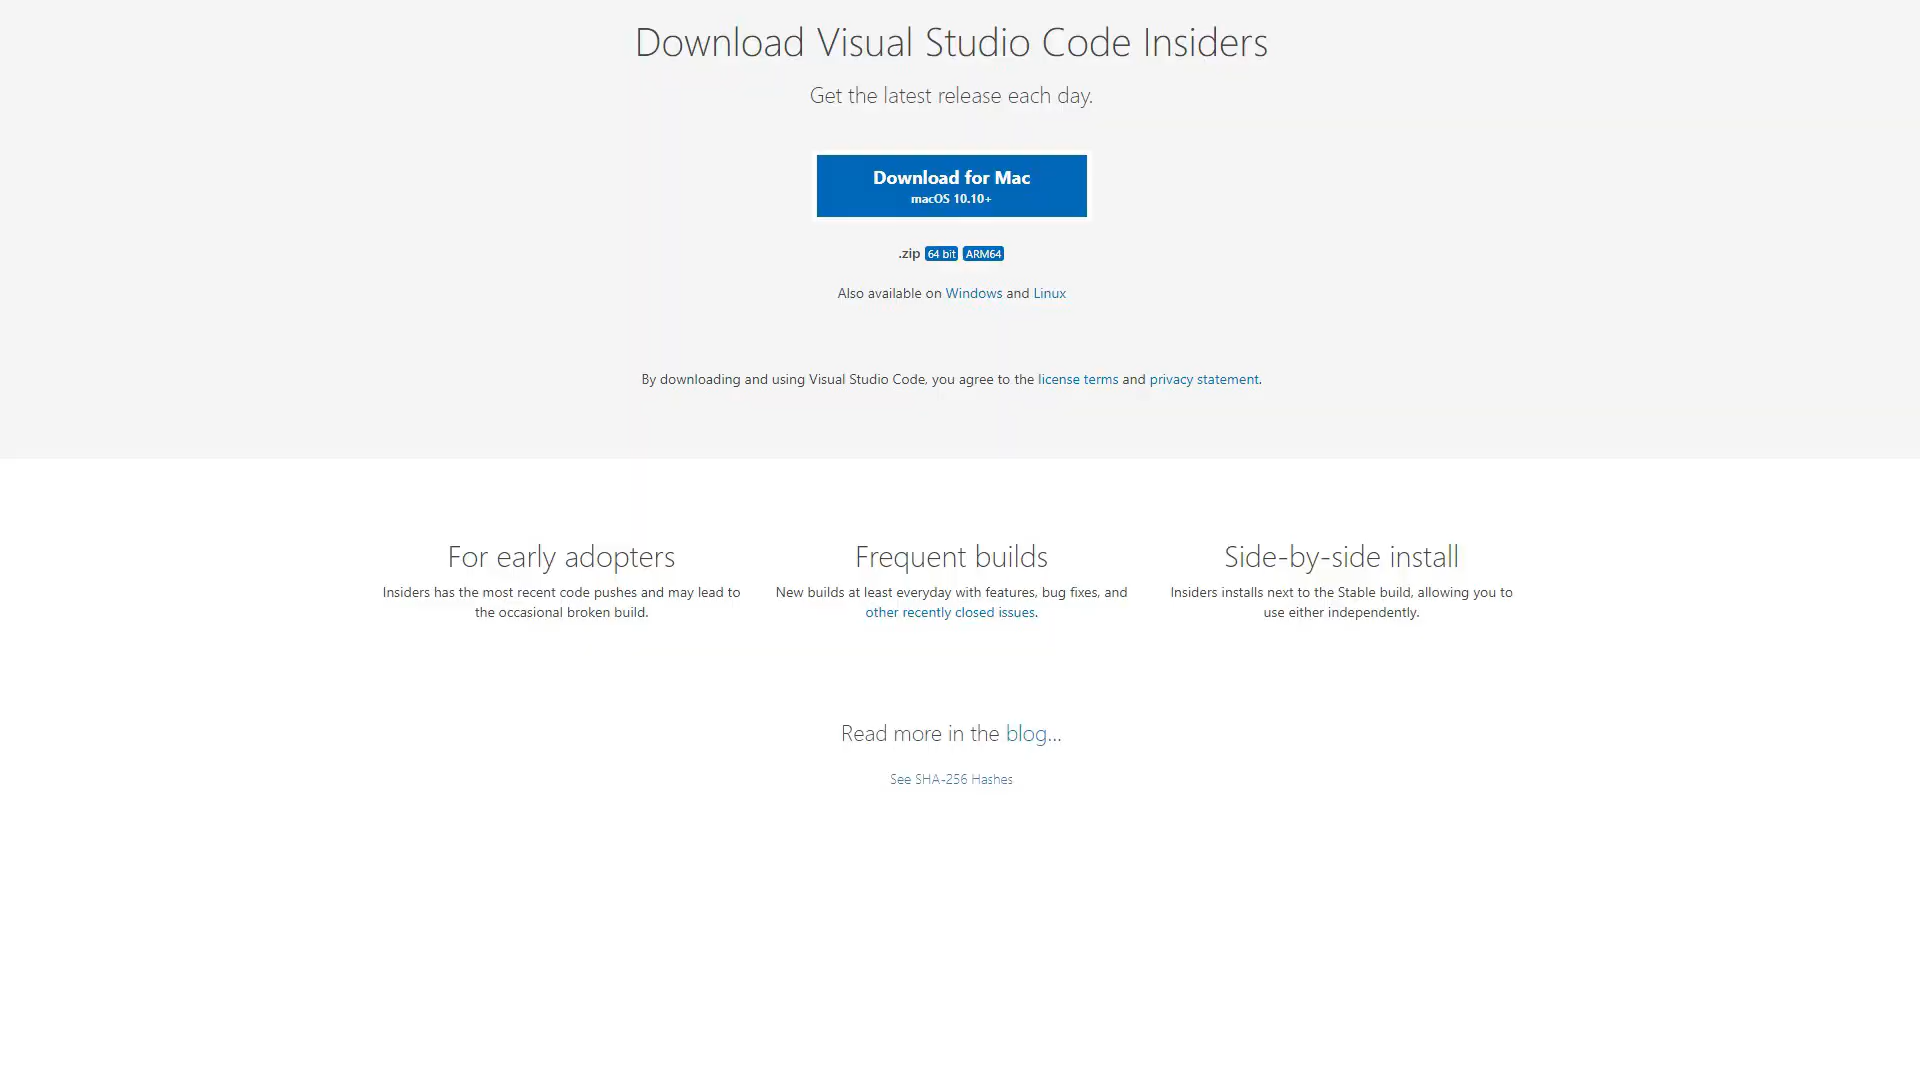 Download Visual Studio Code Insiders
Get the latest release each day.
Download for Mac
macOS 10.10+
.zip 64 bit ARM64
Also available on Windows and Linux
By downloading and using Visual Studio Code, you agree to the license terms and privacy statement.
For early adopters
Insiders has the most recent code pushes and may lead to
the occasional broken build.
Frequent builds
New builds at least everyday with features, bug fixes, and
other recently closed issues.
Side-by-side install
Insiders installs next to the Stable build, allowing you to
use either independently.
Read more in the blog...
See SHA-256 Hashes